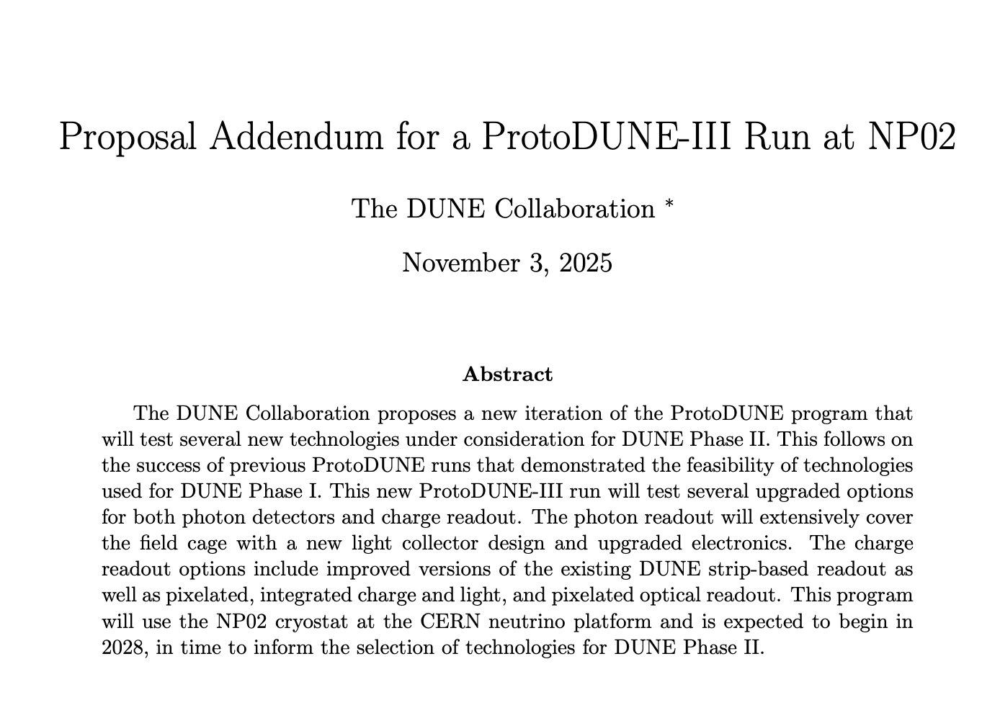 Proposal Addendum for a ProtoDUNE-III Run at NP02
The DUNE Collaboration *
November 3, 2025
Abstract
The DUNE Collaboration proposes a new iteration of the ProtoDUNE program that
will test several new technologies under consideration for DUNE Phase II. This follows on
the success of previous ProtoDUNE runs that demonstrated the feasibility of technologies
used for DUNE Phase I. This new ProtoDUNE-III run will test several upgraded options
for both photon detectors and charge readout. The photon readout will extensively cover
the field cage with a new light collector design and upgraded electronics. The charge
readout options include improved versions of the existing DUNE strip-based readout as
well as pixelated, integrated charge and light, and pixelated optical readout. This program
will use the NP02 cryostat at the CERN neutrino platform and is expected to begin in
2028, in time to inform the selection of technologies for DUNE Phase II.